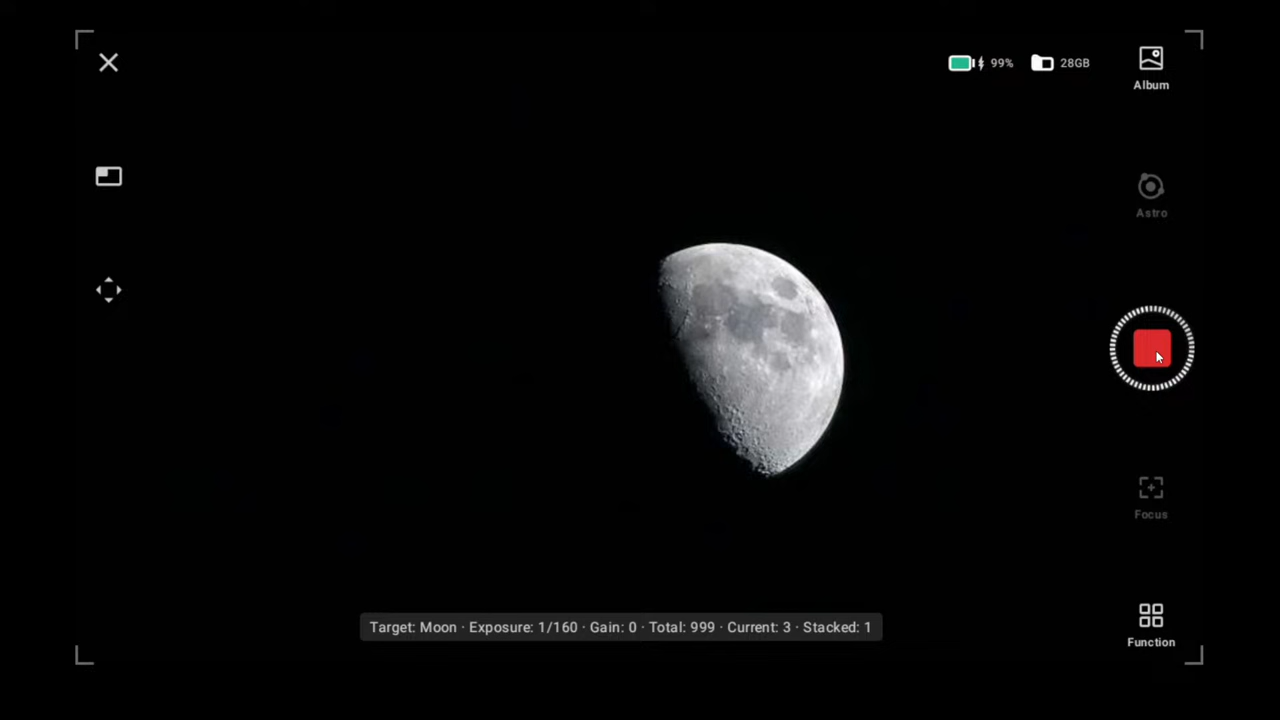 99%
28GB
Album
Astro
Focus
Target: Moon · Exposure: 1/160 · Gain: 0 · Total: 999 · Current: 3 · Stacked: 1
Function